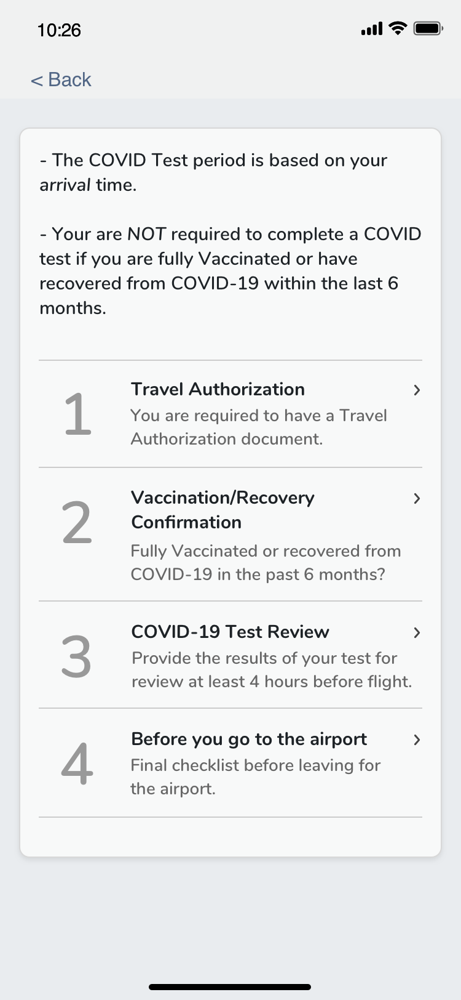 10:26
< Back
- The COVID Test period is based on your
arrival time.
- Your are NOT required to complete a COVID
test if you are fully Vaccinated or have
recovered from COVID-19 within the last 6
months.
1
Travel Authorization
You are required to have a Travel
Authorization document.
2
Vaccination/Recovery
Confirmation
Fully Vaccinated or recovered from
COVID-19 in the past 6 months?
3
COVID-19 Test Review
Provide the results of your test for
review at least 4 hours before flight.
4
Before you go to the airport
Final checklist before leaving for
the airport.